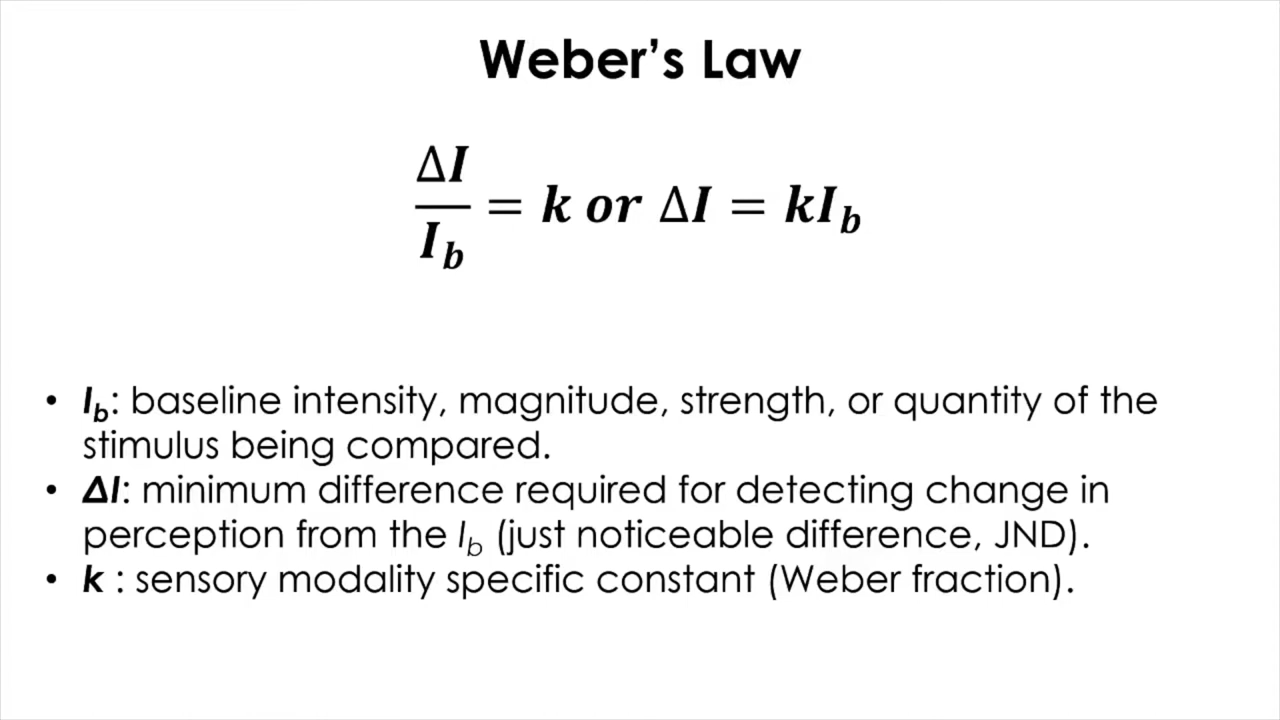 Weber’s Law
ΔI/I_b = k or ΔI = kI_b
• I_b: baseline intensity, magnitude, strength, or quantity of the
stimulus being compared.
• ΔI: minimum difference required for detecting change in
perception from the I_b (just noticeable difference, JND).
• k : sensory modality specific constant (Weber fraction).